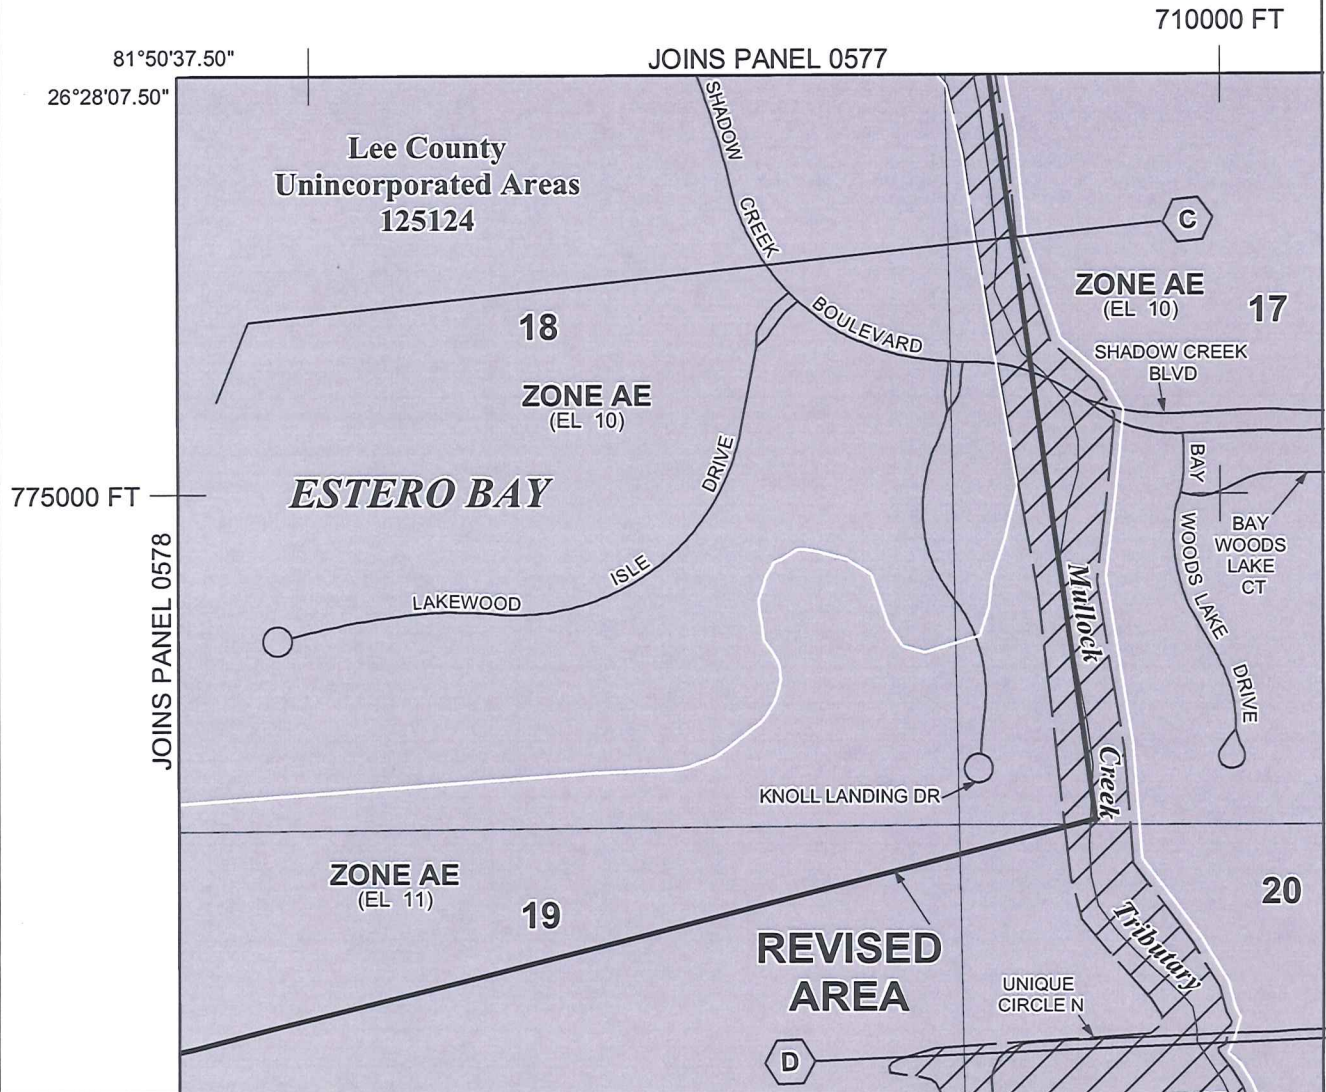 710000 FT
81°50'37.50"
JOINS PANEL 0577
26°28'07.50"
SHADOW
CREEK
BOULEVARD
Lee County
Unincorporated Areas
125124
C
ZONE AE
(EL 10)
17
18
SHADOW CREEK
BLVD
ZONE AE
(EL 10)
DRIVE
ISLE
LAKEWOOD
BAY
WOODS
LAKE
DRIVE
775000 FT
ESTERO BAY
BAY
WOODS
LAKE
CT
JOINS PANEL 0578
Mullock
Creek
Tributary
KNOLL LANDING DR
ZONE AE
(EL 11)
19
20
REVISED
AREA
UNIQUE
CIRCLE N
D